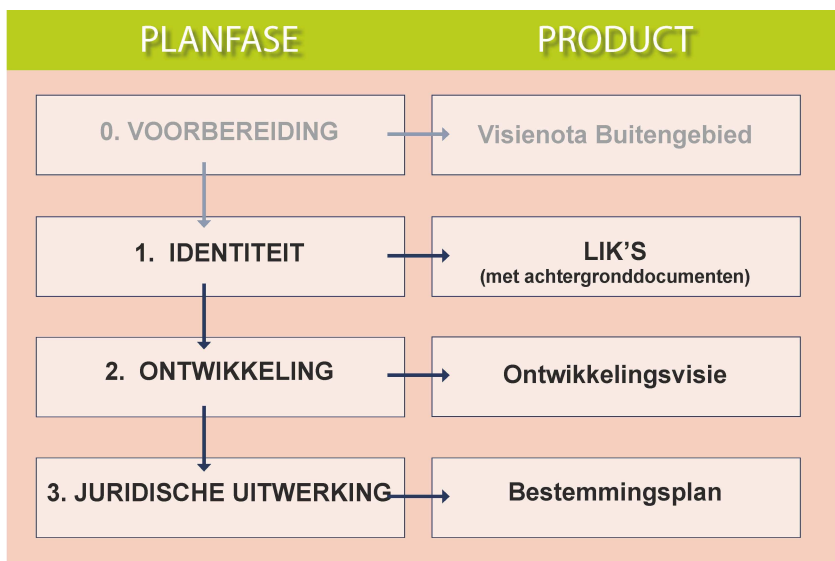 PLANFASE PRODUCT
0. VOORBEREIDING Visienota Buitengebied
1. IDENTITEIT LIK'S
(met achtergronddocumenten)
2. ONTWIKKELING Ontwikkelingsvisie
3. JURIDISCHE UITWERKING Bestemmingsplan